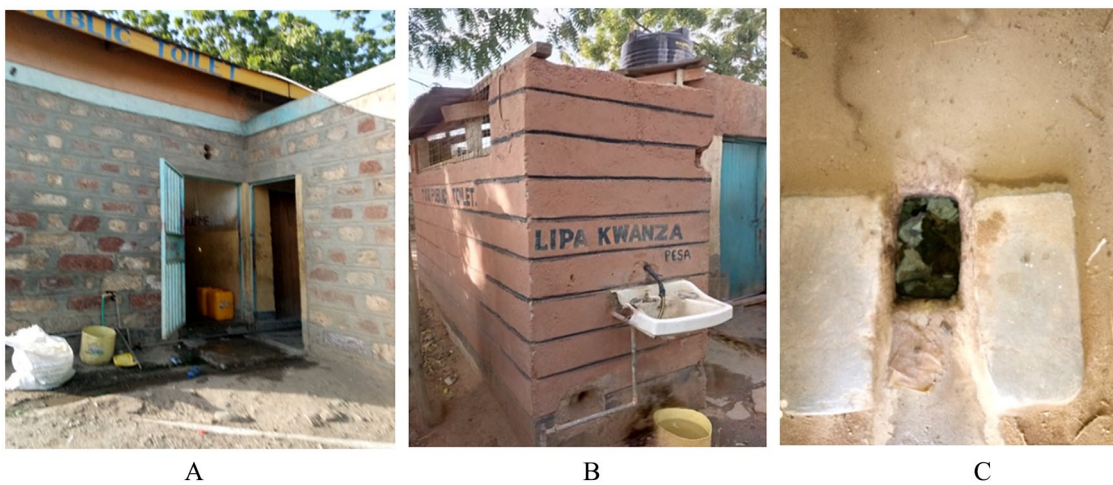 PUBLIC TOILET
PUBLIC TOILET.
LIPA KWANZA
PESA
A
B
C